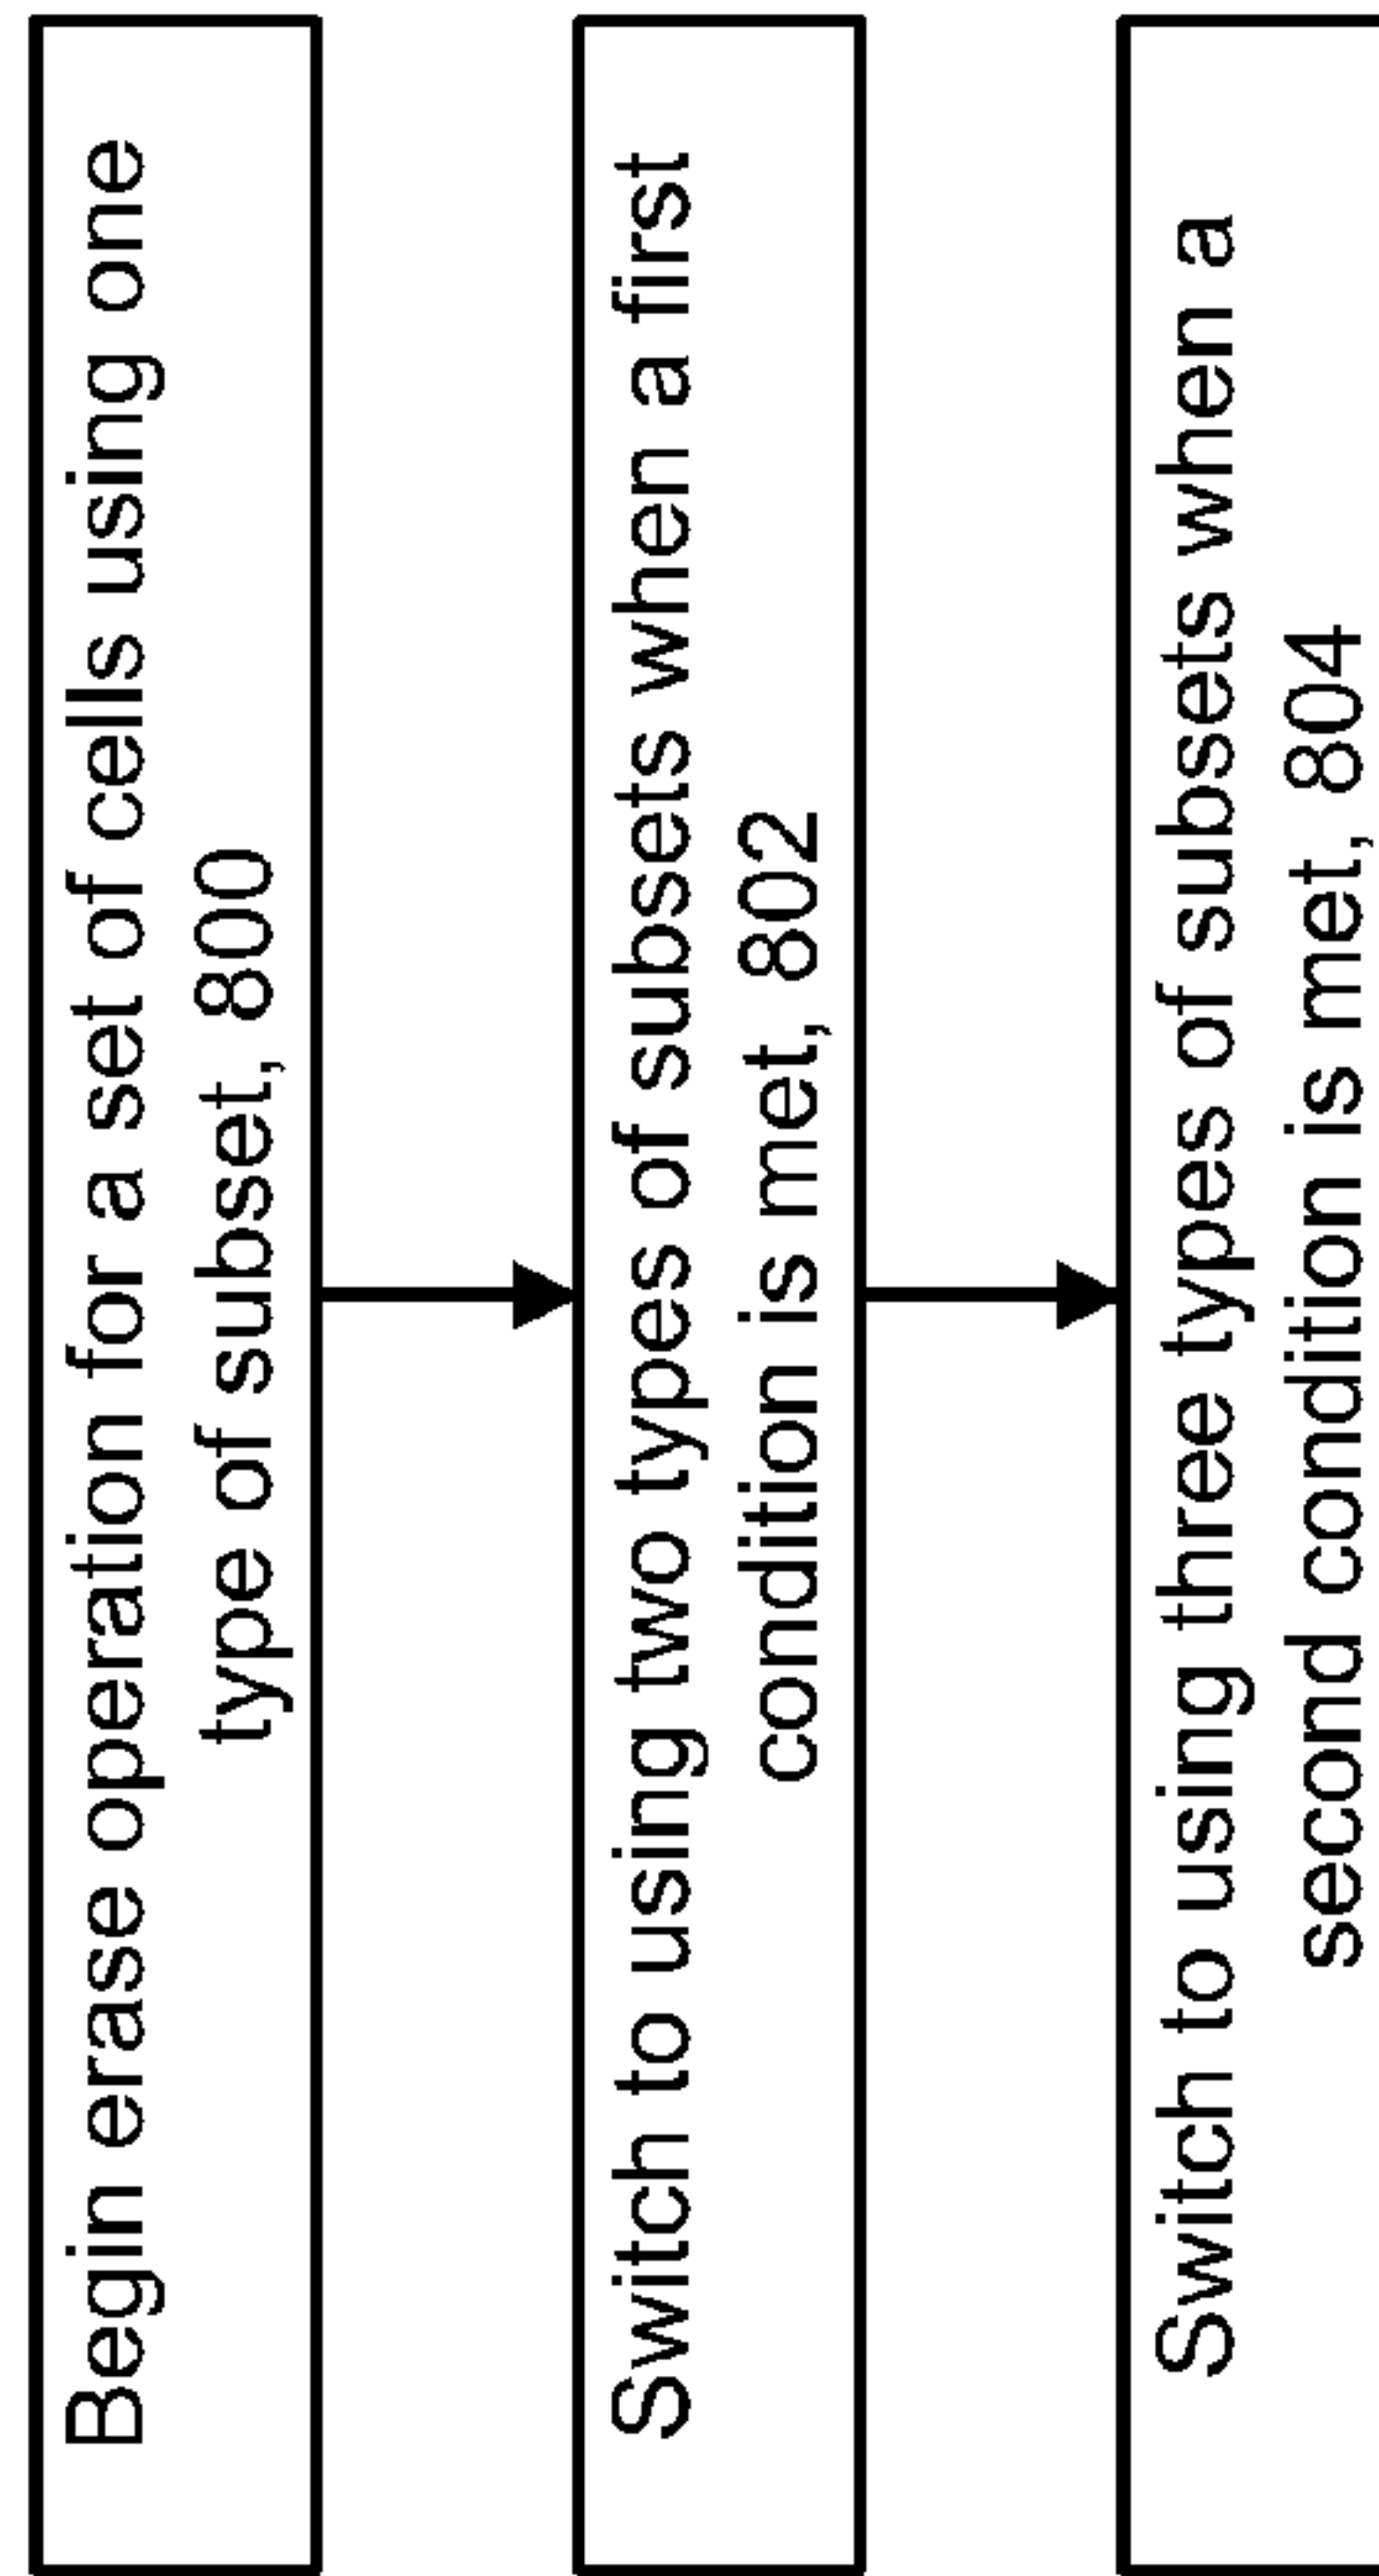 Begin erase operation for a set of cells using one
type of subset, 800
Switch to using two types of subsets when a first
condition is met, 802
Switch to using three types of subsets when a
second condition is met, 804